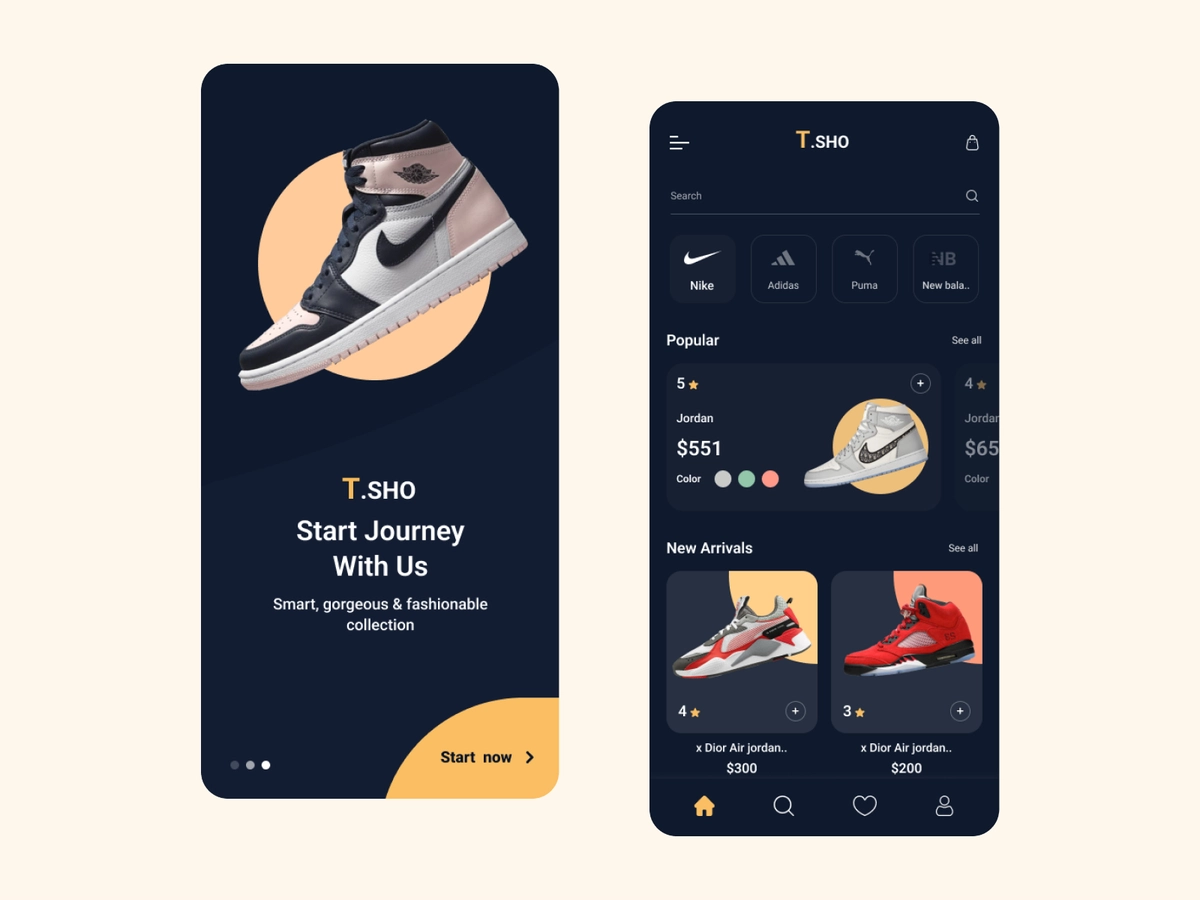 T.SHO
Start Journey
With Us
Smart, gorgeous & fashionable
collection
Start now
T.SHO
Search
Nike
Adidas
Puma
NB
New bala..
Popular
See all
5
4
Jordan
Jordan
$551
$65
Color
Color
New Arrivals
See all
4
3
x Dior Air jordan..
x Dior Air jordan..
$300
$200